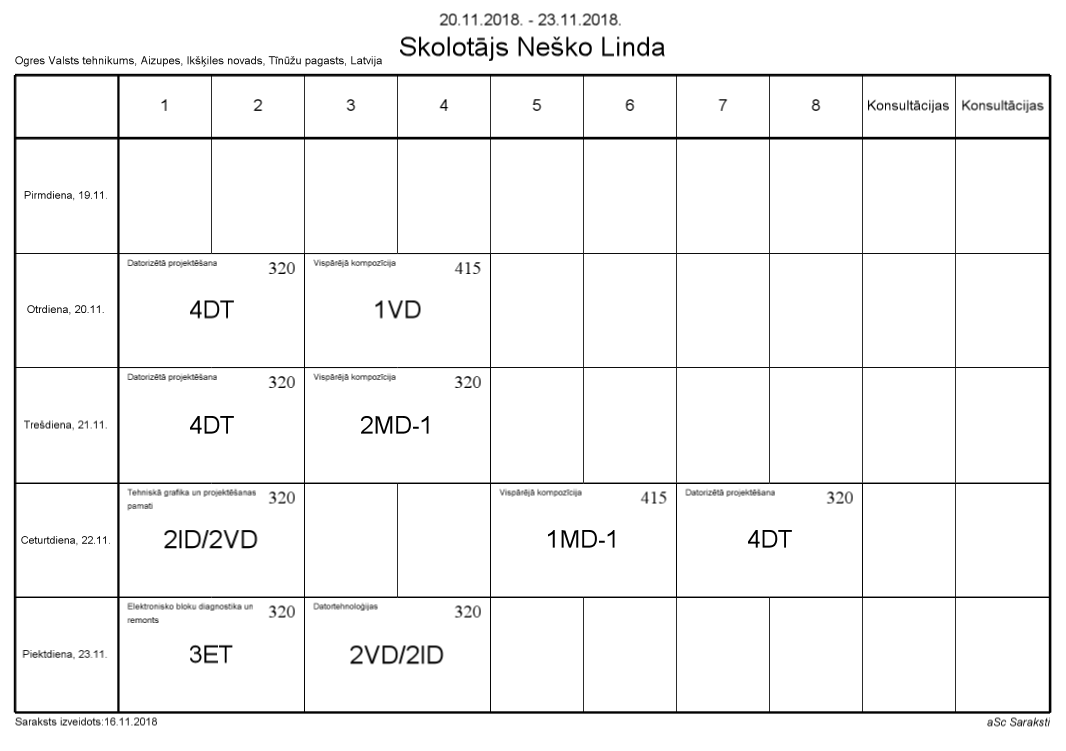 20.11.2018. - 23.11.2018.
Skolotājs Neško Linda
Ogres Valsts tehnikums, Aizupes, Ikšķiles novads, Tīnūžu pagasts, Latvija
1 2 3 4 5 6 7 8 Konsultācijas Konsultācijas
Pirmdiena, 19.11.
Datorizētā projektēšana 320 Vispārējā kompozīcija 415
Otrdiena, 20.11. 4DT 1VD
Datorizētā projektēšana 320 Vispārējā kompozīcija 320
Trešdiena, 21.11. 4DT 2MD-1
Tehniskā grafika un projektēšanas 320 Vispārējā kompozīcija 415 Datorizētā projektēšana 320
pamati
Ceturtdiena, 22.11. 2ID/2VD 1MD-1 4DT
Elektronisko bloku diagnostika un 320 Datortehnoloģijas 320
remonts
Piektdiena, 23.11. 3ET 2VD/2ID
Saraksts izveidots:16.11.2018 aSc Saraksti